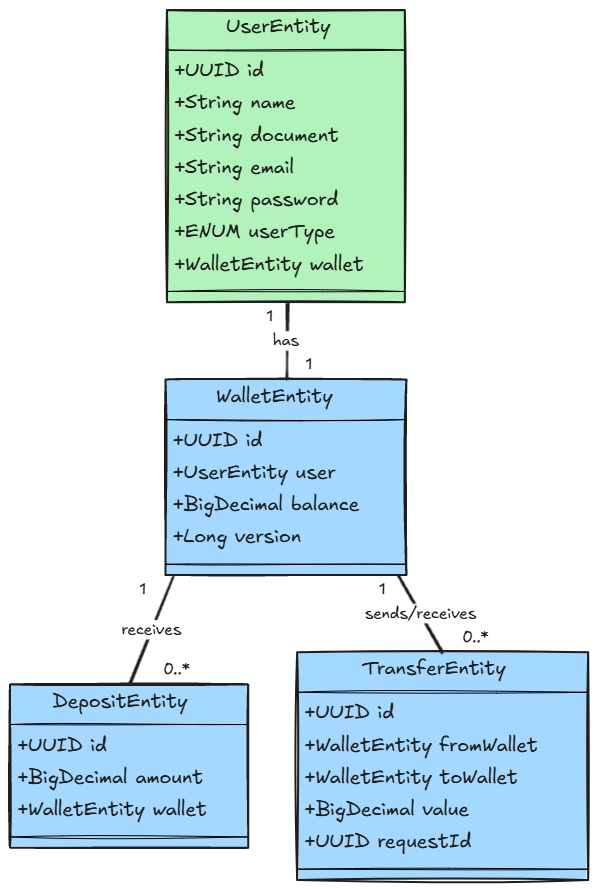 UserEntity
+UUID id
+String name
+String document
+String email
+String password
+ENUM userType
+WalletEntity wallet
1
has
1
WalletEntity
+UUID id
+UserEntity user
+BigDecimal balance
+Long version
1
receives
0..*
1
sends/receives
0..*
DepositEntity
+UUID id
+BigDecimal amount
+WalletEntity wallet
TransferEntity
+UUID id
+WalletEntity fromWallet
+WalletEntity toWallet
+BigDecimal value
+UUID requestId